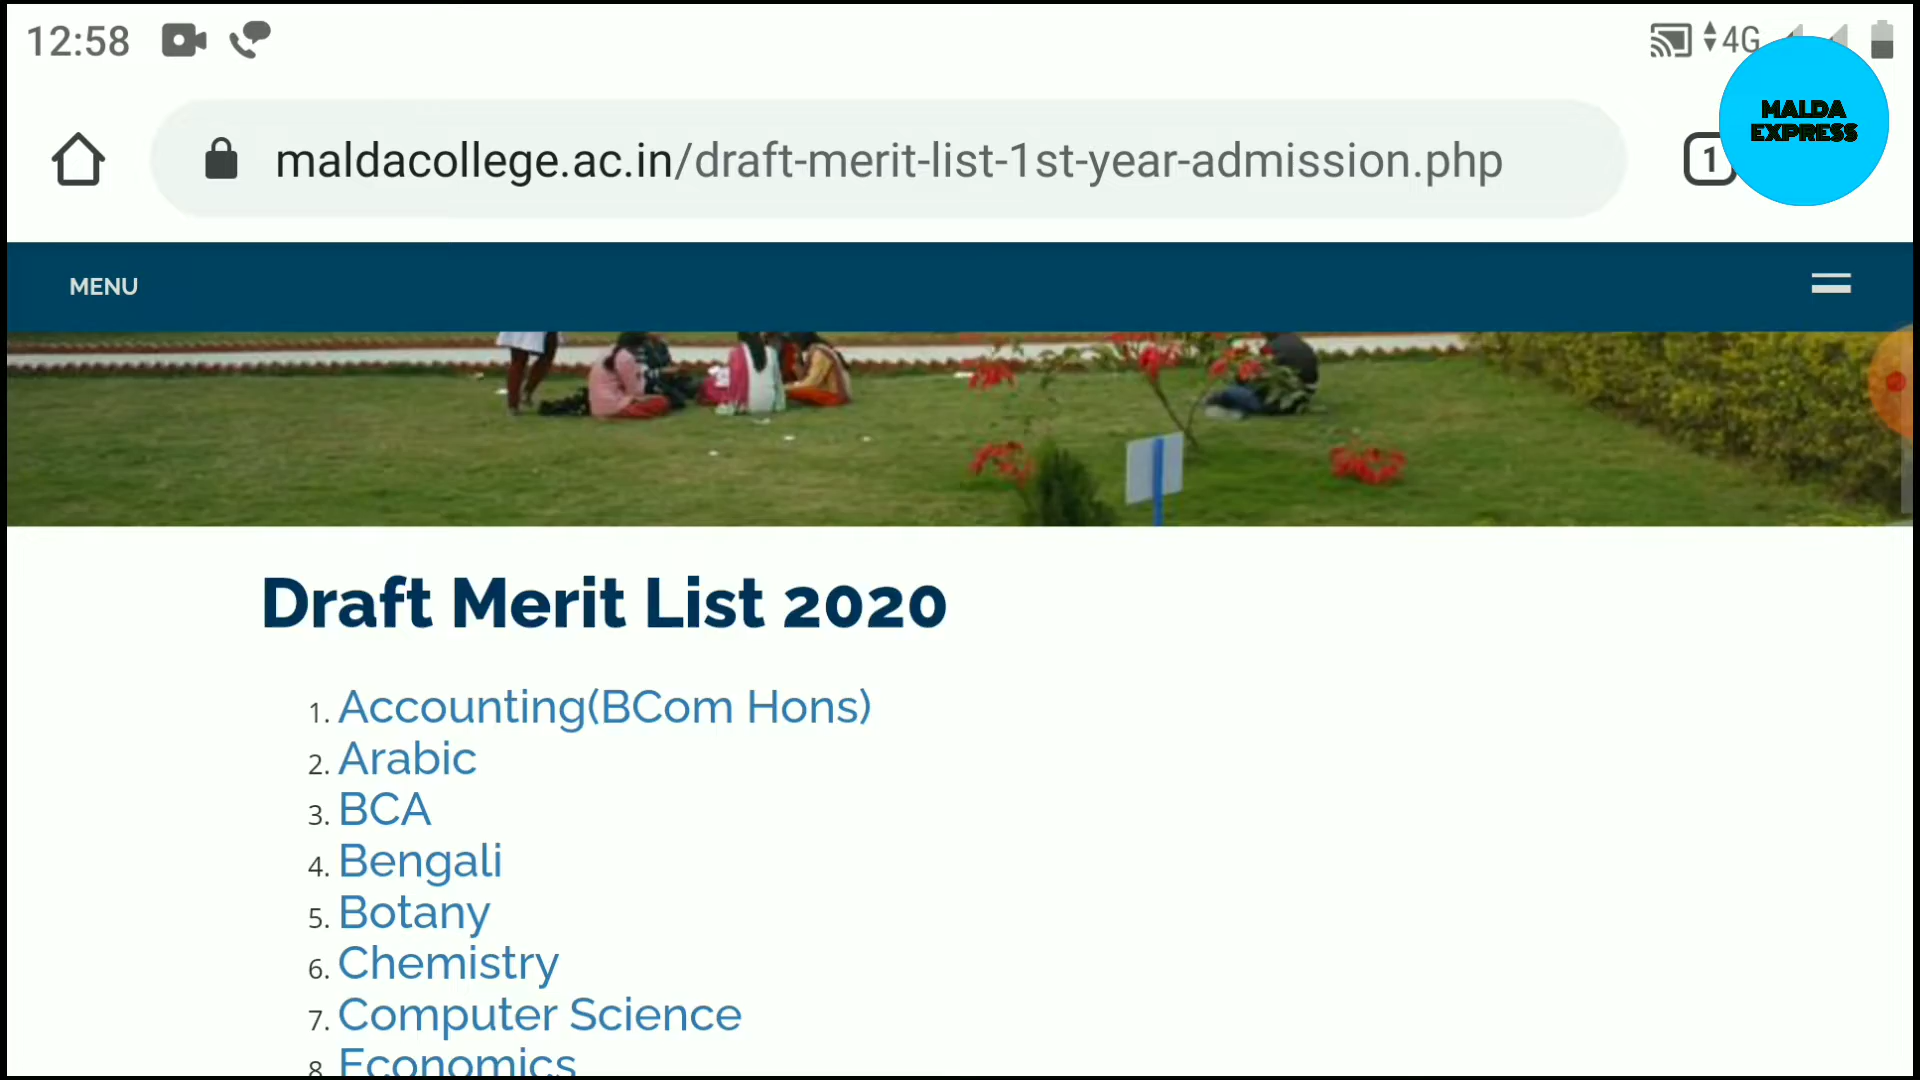 12:58
4G
MALDA
EXPRESS
maldacollege.ac.in/draft-merit-list-1st-year-admission.php
1
MENU
Draft Merit List 2020
1. Accounting(BCom Hons)
2. Arabic
3. BCA
4. Bengali
5. Botany
6. Chemistry
7. Computer Science
8. Economics